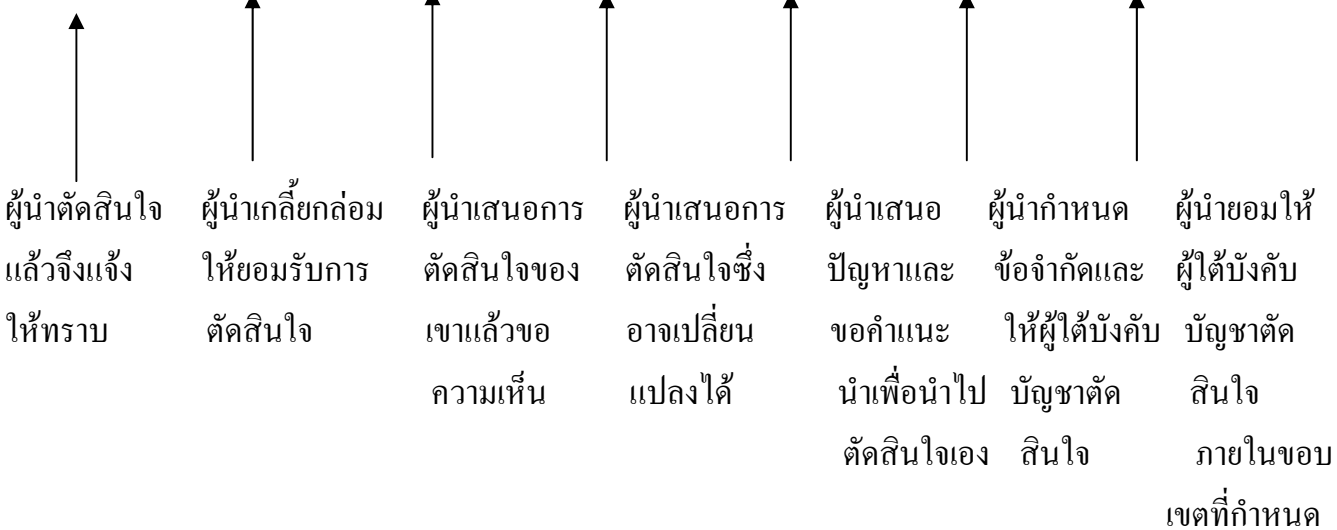 ผู้นำตัดสินใจ
แล้วจึงแจ้ง
ให้ทราบ
ผู้นำเกลี้ยกล่อม
ให้ยอมรับการ
ตัดสินใจ
ผู้นำเสนอการ
ตัดสินใจของ
เขาแล้วขอ
ความเห็น
ผู้นำเสนอการ
ตัดสินใจซึ่ง
อาจเปลี่ยน
แปลงได้
ผู้นำเสนอ
ปัญหาและ
ขอคำแนะ
นำเพื่อนำไป
ตัดสินใจเอง
ผู้นำกำหนด
ข้อจำกัดและ
ให้ผู้ใต้บังคับ
บัญชาตัด
สินใจ
ผู้นำยอมให้
ผู้ใต้บังคับ
บัญชาตัด
สินใจ
ภายในขอบ
เขตที่กำหนด